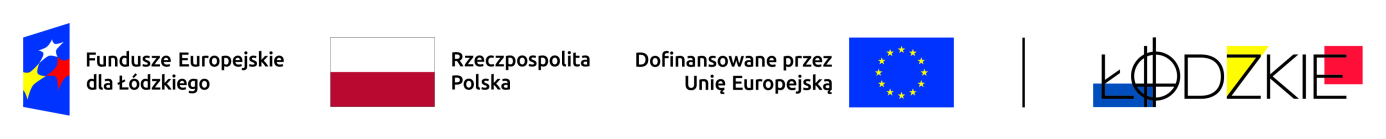 Fundusze Europejskie
dla Łódzkiego
Rzeczpospolita
Polska
Dofinansowane przez
Unię Europejską
ŁÓDZKIE